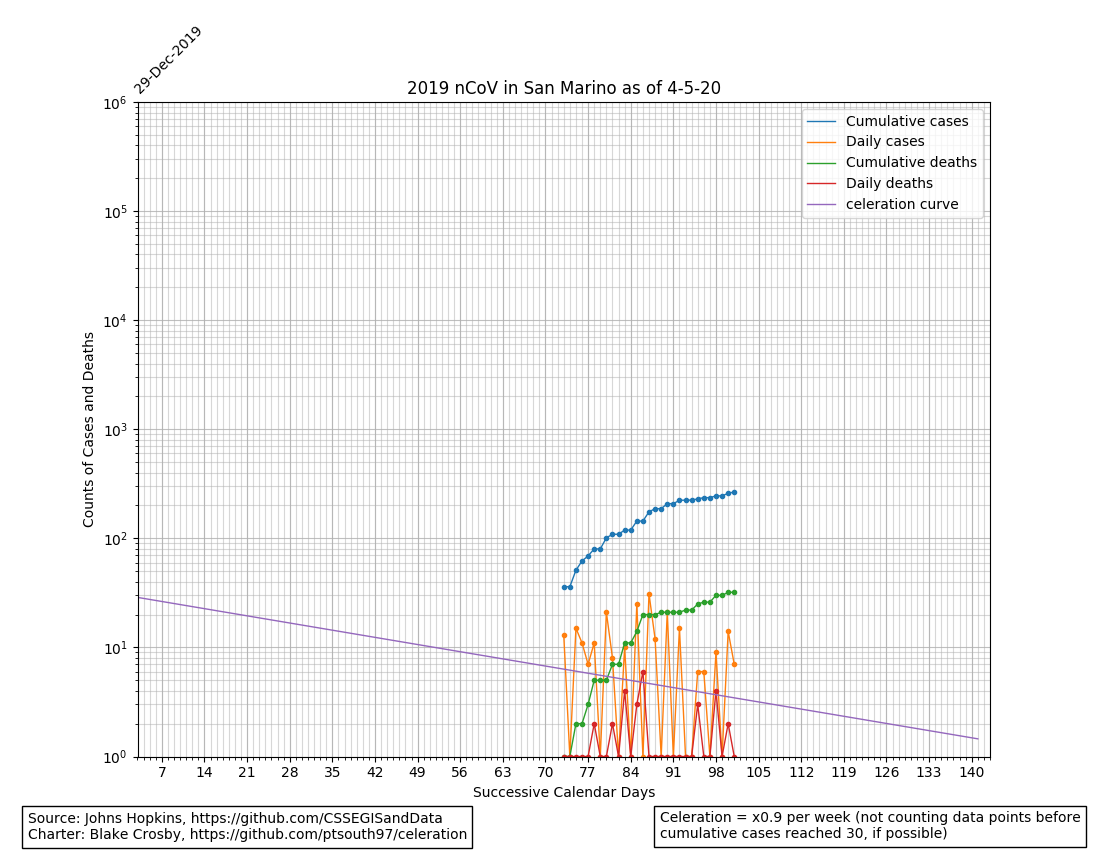 29-Dec-2019
2019 nCoV in San Marino as of 4-5-20
10^6
10^5
10^4
10^3
10^2
10^1
10^0
Counts of Cases and Deaths
Cumulative cases
Daily cases
Cumulative deaths
Daily deaths
celeration curve
7 14 21 28 35 42 49 56 63 70 77 84 91 98 105 112 119 126 133 140
Successive Calendar Days
Source: Johns Hopkins, https://github.com/CSSEGISandData
Charter: Blake Crosby, https://github.com/ptsouth97/celeration
Celeration = x0.9 per week (not counting data points before
cumulative cases reached 30, if possible)